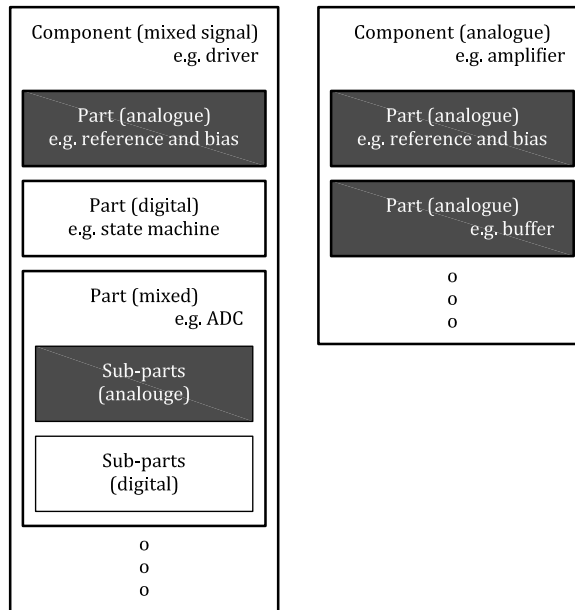 Component (mixed signal)
e.g. driver
Part (analogue)
e.g. reference and bias
Part (digital)
e.g. state machine
Part (mixed)
e.g. ADC
Sub-parts
(analouge)
Sub-parts
(digital)
o
o
o
Component (analogue)
e.g. amplifier
Part (analogue)
e.g. reference and bias
Part (analogue)
e.g. buffer
o
o
o